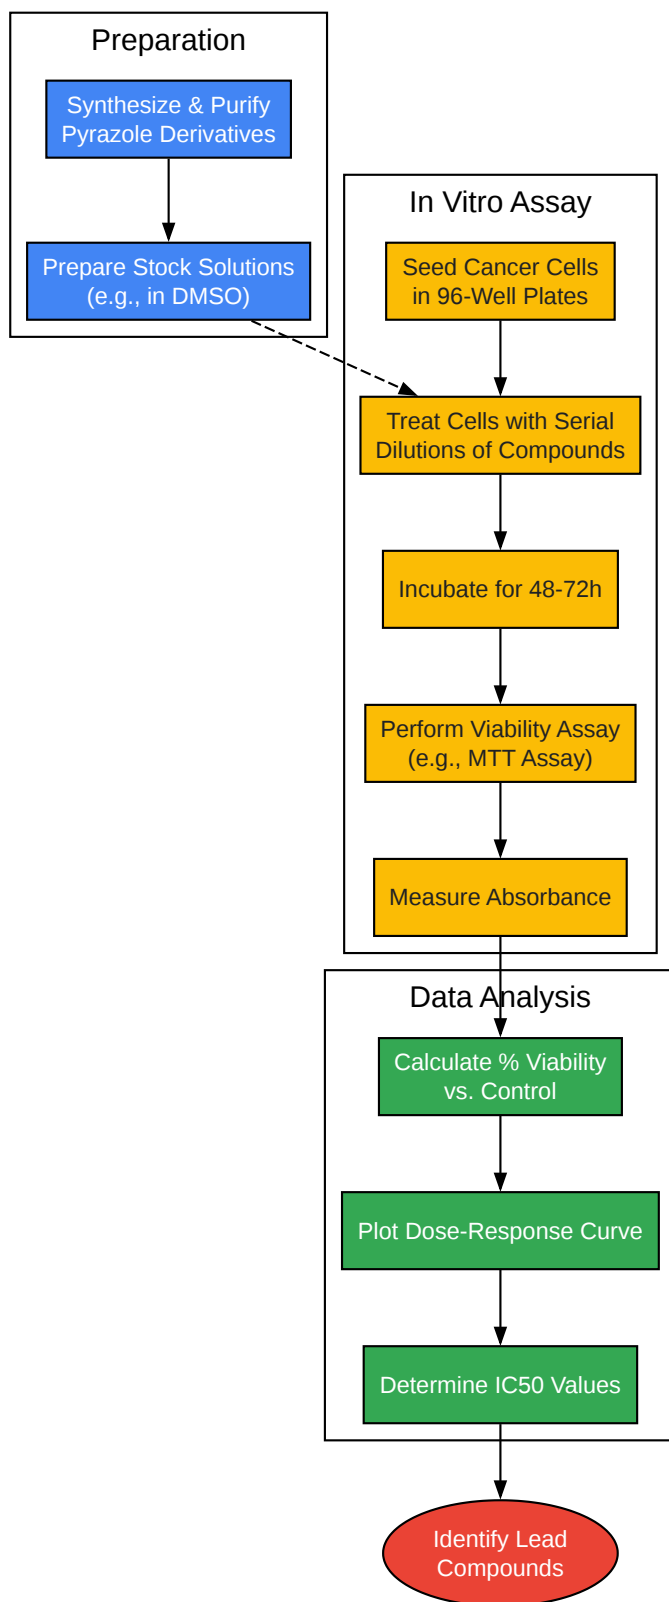 Preparation
Synthesize & Purify
Pyrazole Derivatives
Prepare Stock Solutions
(e.g., in DMSO)
In Vitro Assay
Seed Cancer Cells
in 96-Well Plates
Treat Cells with Serial
Dilutions of Compounds
Incubate for 48-72h
Perform Viability Assay
(e.g., MTT Assay)
Measure Absorbance
Data Analysis
Calculate % Viability
vs. Control
Plot Dose-Response Curve
Determine IC50 Values
Identify Lead
Compounds